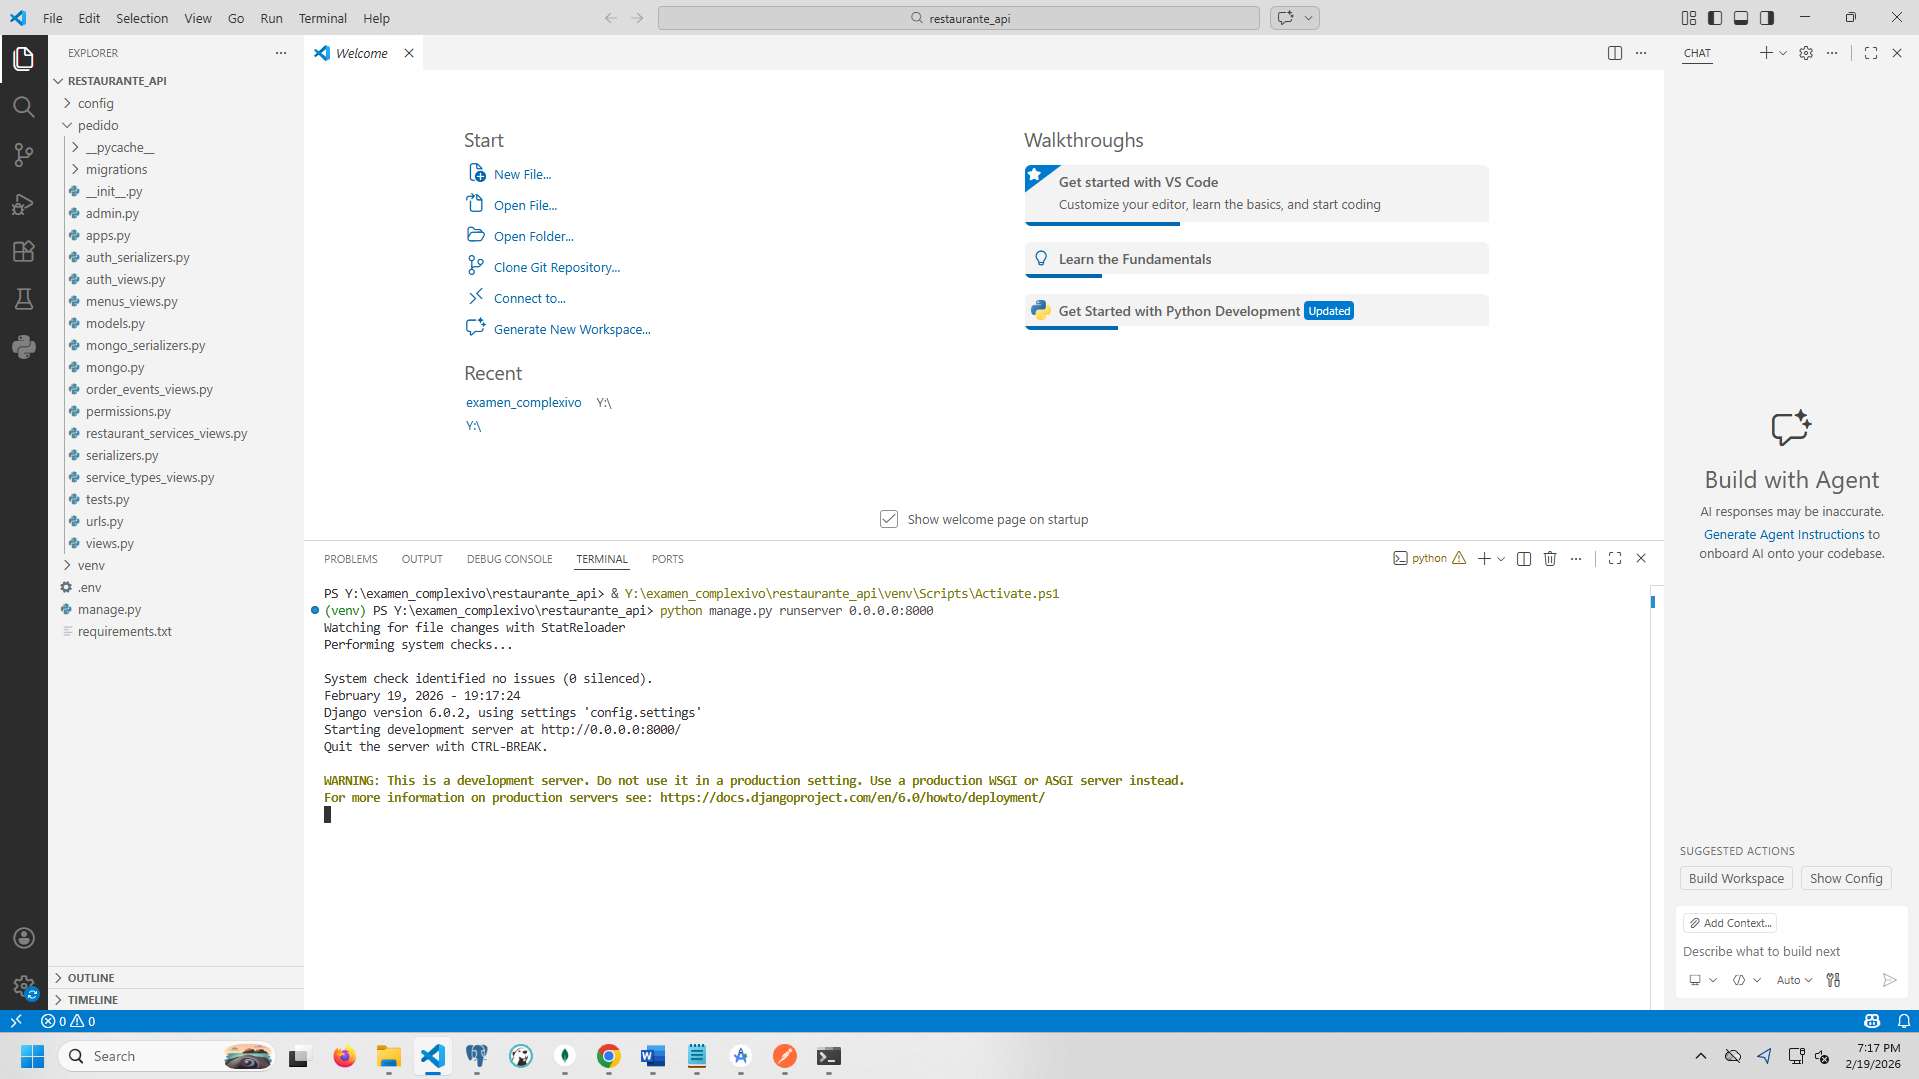 File Edit Selection View Go Run Terminal Help
restaurante_api
EXPLORER
RESTAURANTE_API
config
pedido
__pycache__
migrations
__init__.py
admin.py
apps.py
auth_serializers.py
auth_views.py
menus_views.py
models.py
mongo_serializers.py
mongo.py
order_events_views.py
permissions.py
restaurant_services_views.py
serializers.py
service_types_views.py
tests.py
urls.py
views.py
venv
.env
manage.py
requirements.txt
OUTLINE
TIMELINE
Welcome
Start
New File...
Open File...
Open Folder...
Clone Git Repository...
Connect to...
Generate New Workspace...
Recent
examen_complexivo Y:\
Y:\
Walkthroughs
Get started with VS Code
Customize your editor, learn the basics, and start coding
Learn the Fundamentals
Get Started with Python Development Updated
Show welcome page on startup
PROBLEMS OUTPUT DEBUG CONSOLE TERMINAL PORTS
python
PS Y:\examen_complexivo\restaurante_api> & Y:\examen_complexivo\restaurante_api\venv\Scripts\Activate.ps1
(venv) PS Y:\examen_complexivo\restaurante_api> python manage.py runserver 0.0.0.0:8000
Watching for file changes with StatReloader
Performing system checks...
System check identified no issues (0 silenced).
February 19, 2026 - 19:17:24
Django version 6.0.2, using settings 'config.settings'
Starting development server at http://0.0.0.0:8000/
Quit the server with CTRL-BREAK.
WARNING: This is a development server. Do not use it in a production setting. Use a production WSGI or ASGI server instead.
For more information on production servers see: https://docs.djangoproject.com/en/6.0/howto/deployment/
CHAT
Build with Agent
AI responses may be inaccurate.
Generate Agent Instructions to
onboard AI onto your codebase.
SUGGESTED ACTIONS
Build Workspace Show Config
Add Context...
Describe what to build next
Auto
0 0
Search
7:17 PM
2/19/2026